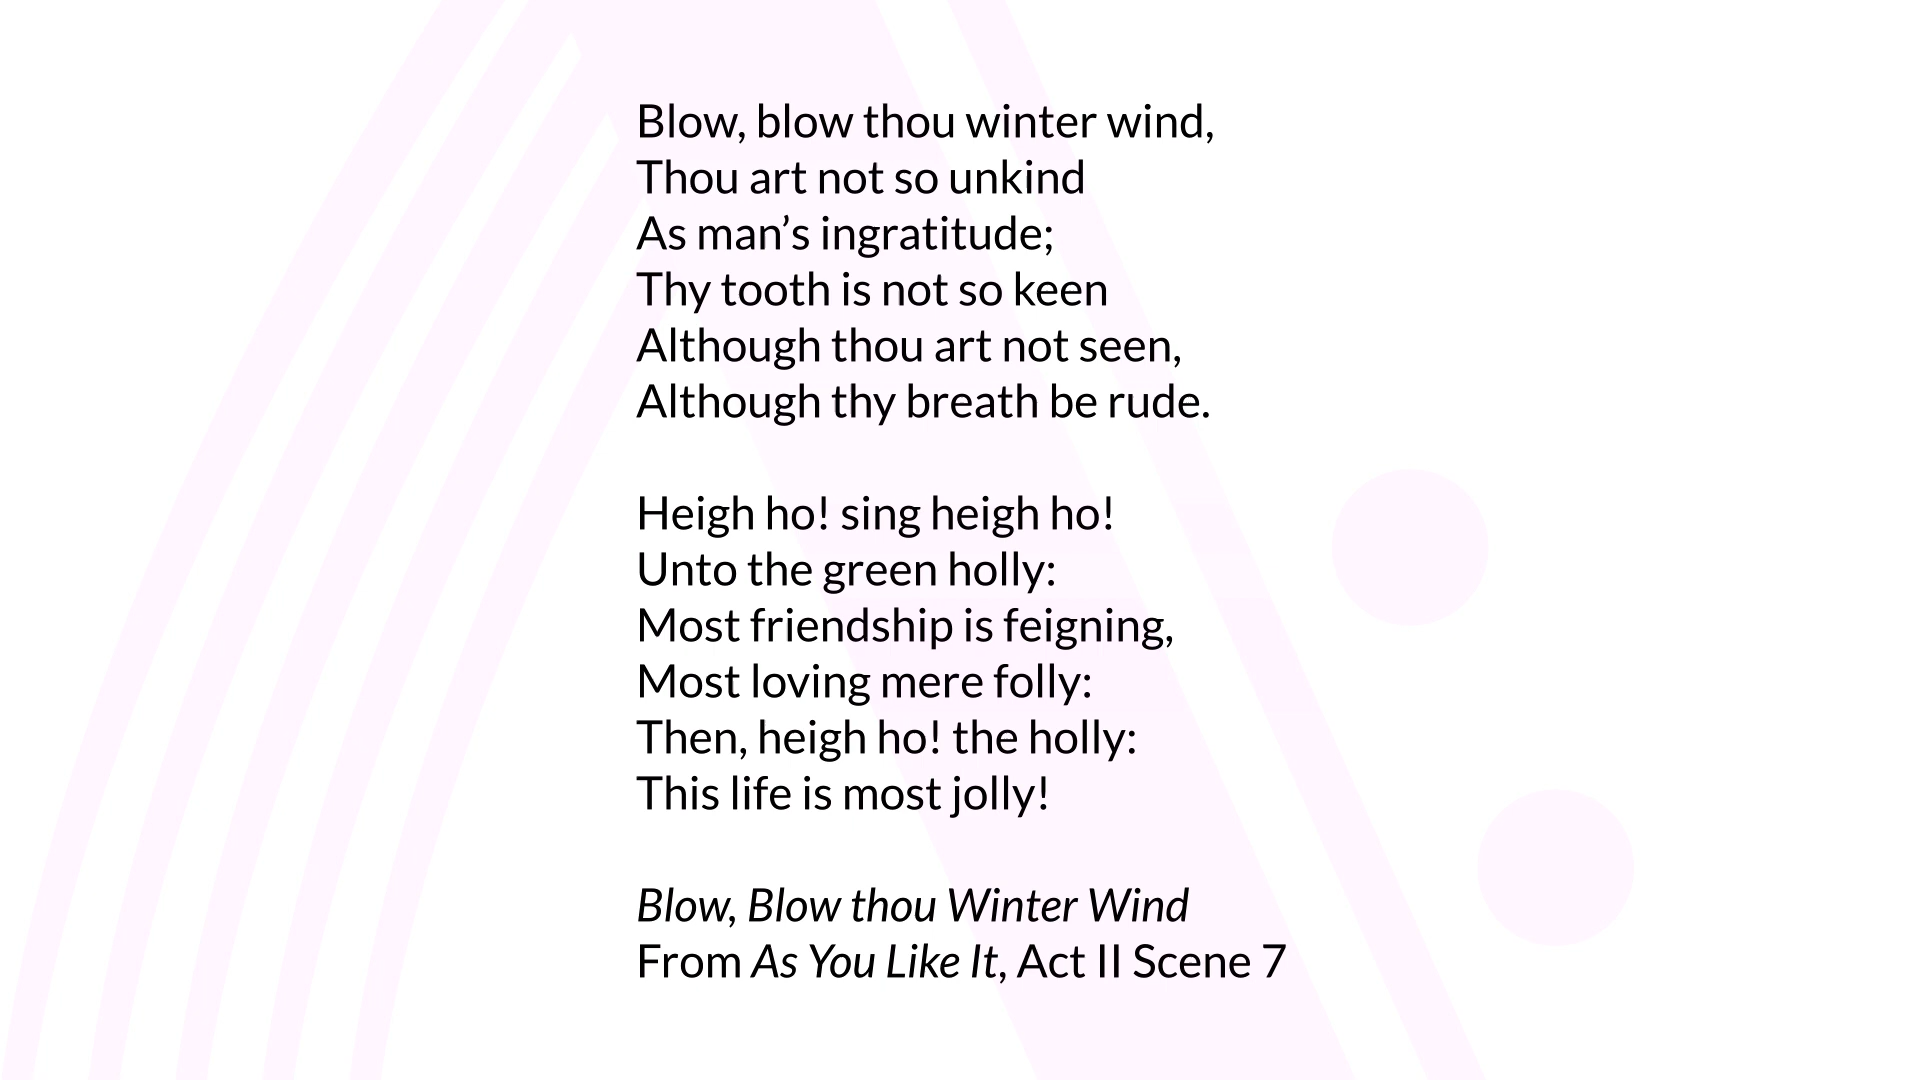 Blow, blow thou winter wind,
Thou art not so unkind
As man’s ingratitude;
Thy tooth is not so keen
Although thou art not seen,
Although thy breath be rude.
Heigh ho! sing heigh ho!
Unto the green holly:
Most friendship is feigning,
Most loving mere folly:
Then, heigh ho! the holly:
This life is most jolly!
Blow, Blow thou Winter Wind
From As You Like It, Act II Scene 7